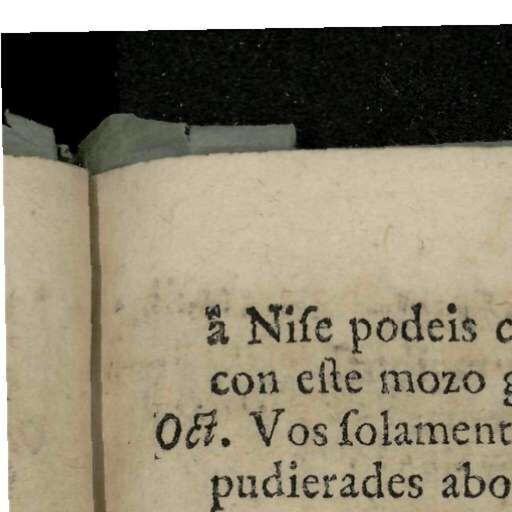 a Niſe podeis
con eſte mozo
Oct. Vos ſolament
pudierades abo